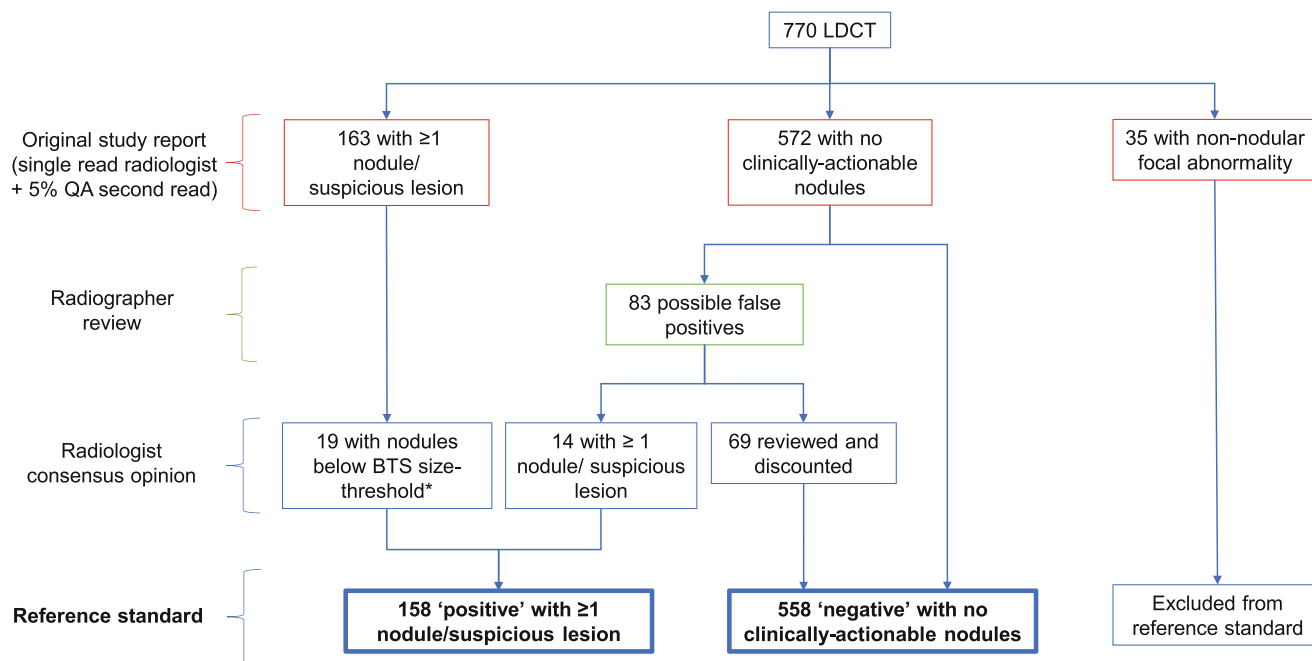 770 LDCT
Original study report
(single read radiologist
+ 5% QA second read)
163 with ≥1
nodule/
suspicious lesion
572 with no
clinically-actionable
nodules
35 with non-nodular
focal abnormality
Radiographer
review
83 possible false
positives
Radiologist
consensus opinion
19 with nodules
below BTS size-
threshold*
14 with ≥ 1
nodule/ suspicious
lesion
69 reviewed and
discounted
Reference standard
158 ‘positive’ with ≥1
nodule/suspicious lesion
558 ‘negative’ with no
clinically-actionable nodules
Excluded from
reference standard